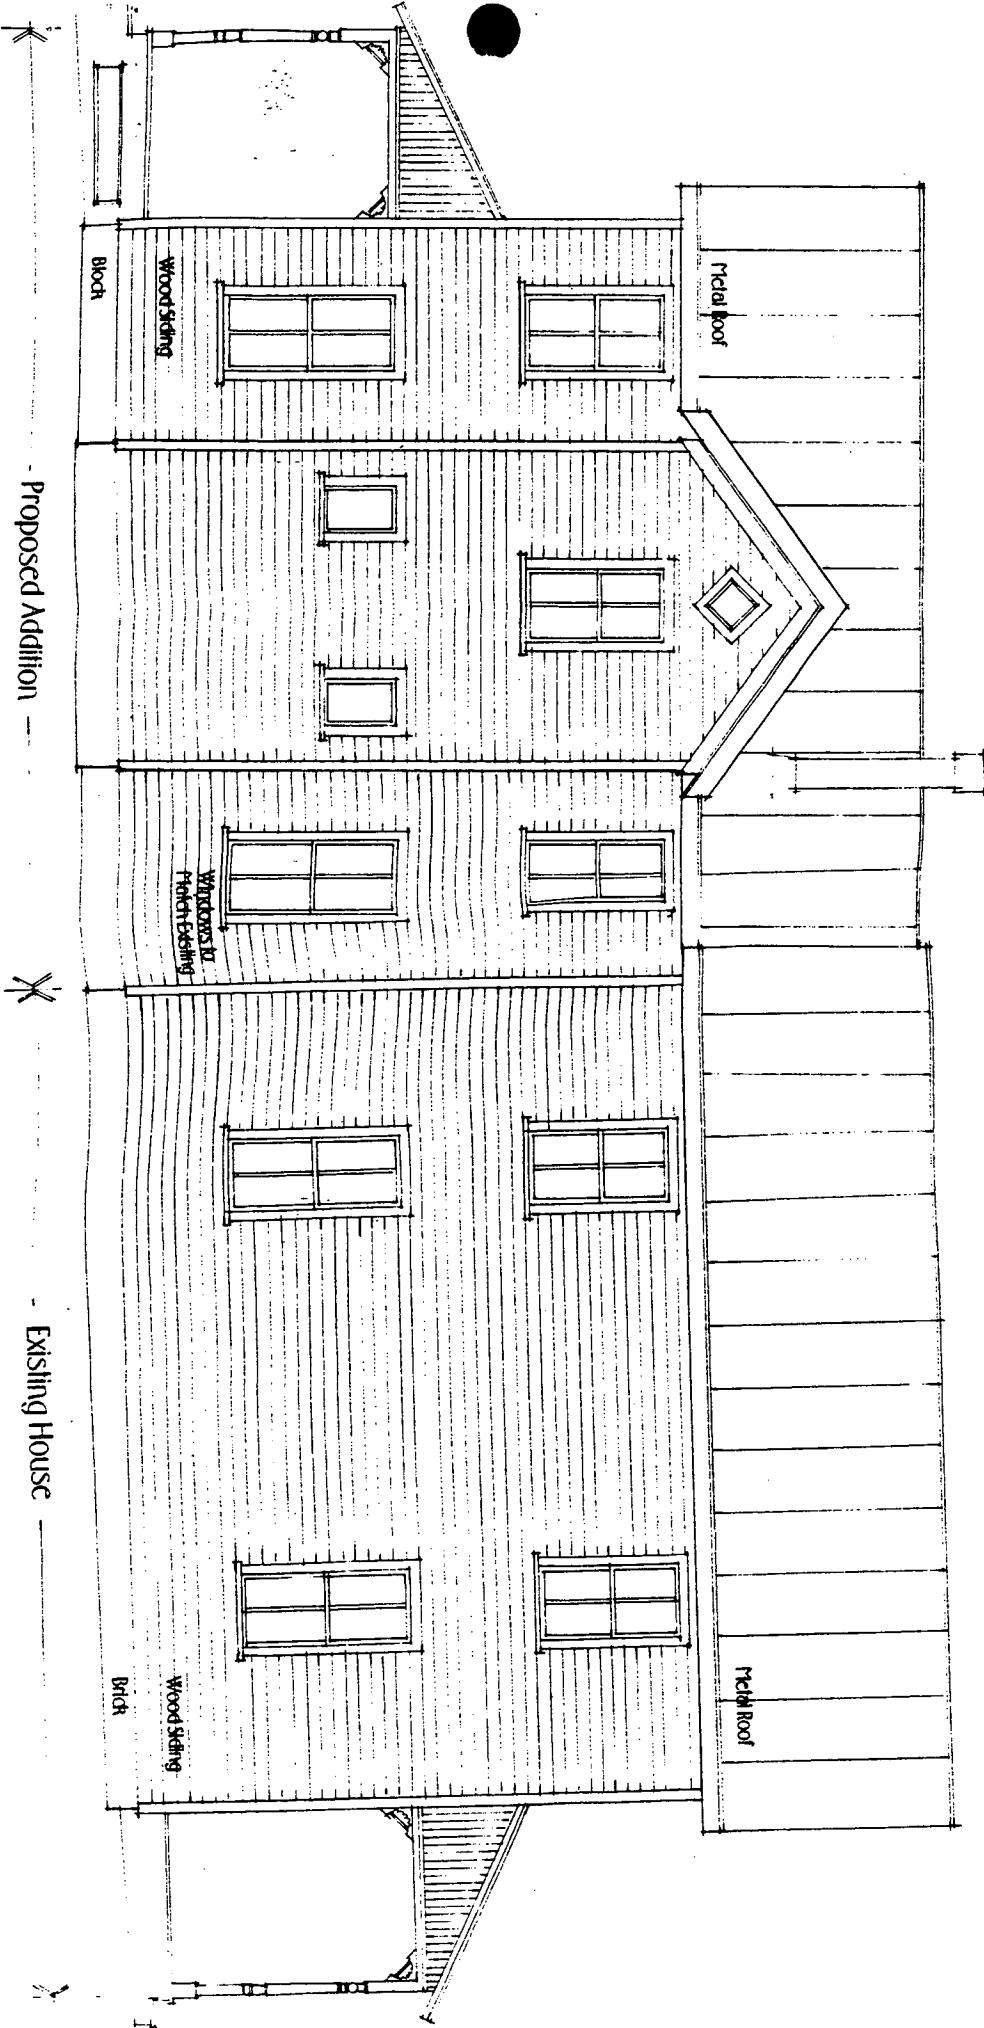 Metal Roof
Metal Roof
Wood Siding
Block
Windows to
Match Existing
Wood Siding
Brick
- Proposed Addition -
- Existing House -